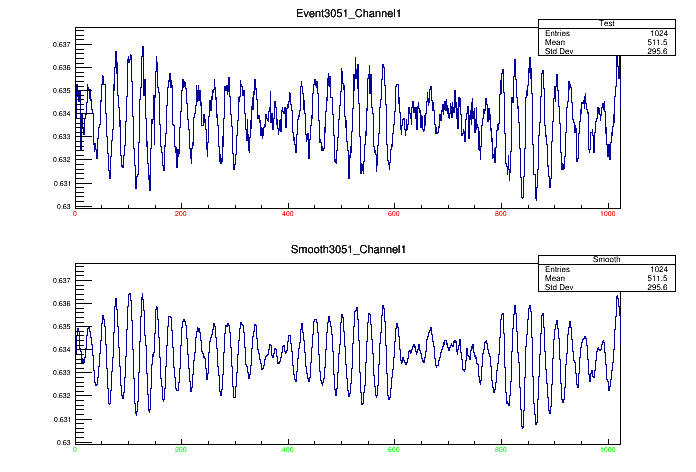 Event3051_Channel1
Test
Entries 1024
Mean 511.5
Std Dev 295.6
0.637
0.636
0.635
0.634
0.633
0.632
0.631
0.63
0 200 400 600 800 1000
Smooth3051_Channel1
Smooth
Entries 1024
Mean 511.5
Std Dev 295.6
0.637
0.636
0.635
0.634
0.633
0.632
0.631
0.63
0 200 400 600 800 1000